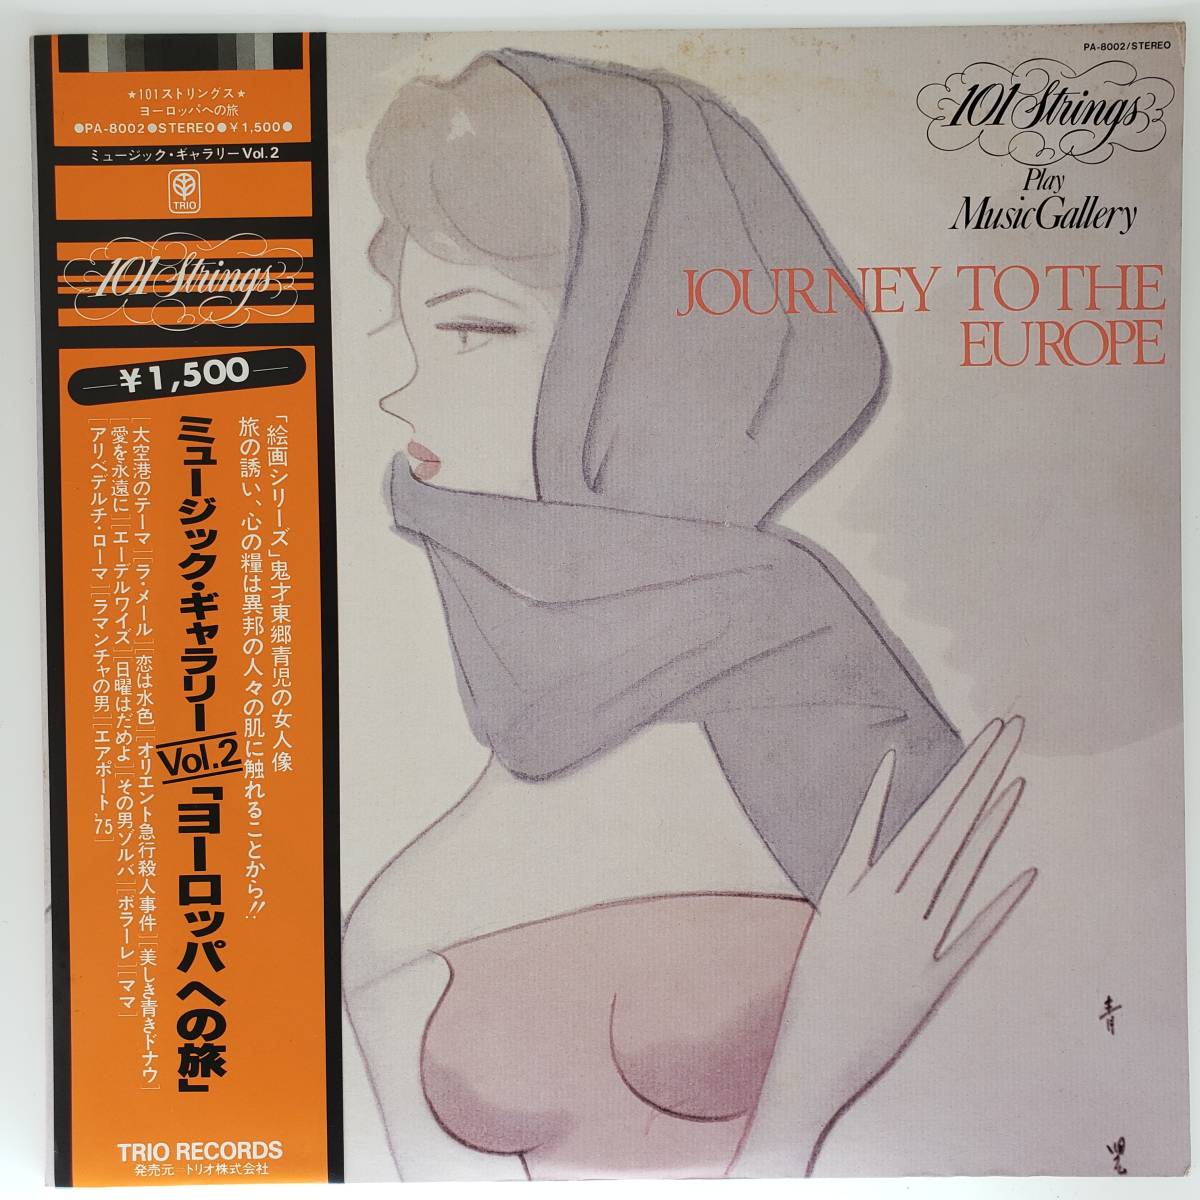 ★101ストリングス★
ヨーロッパへの旅
●PA-8002●STEREO●¥1,500●
ミュージック・ギャラリーVol.2
TRIO
101 Strings
¥1,500
「絵画シリーズ」鬼才東郷青児の女人像
旅の誘い、心の糧は異邦の人々の肌に触れることから!!
ミュージック・ギャラリーVol.2「ヨーロッパへの旅」
[大空港のテーマ][ラ・メール][恋は水色][オリエント急行殺人事件][美しき青きドナウ]
[愛を永遠に][エーデルワイズ][日曜はだめよ][その男ゾルバ][ボラーレ][ママ]
[アリベデルチ・ローマ][ラマンチャの男][エアポート'75]
TRIO RECORDS
発売元—トリオ株式会社
PA-8002/STEREO
101 Strings
Play
Music Gallery
JOURNEY TO THE
EUROPE
青
児